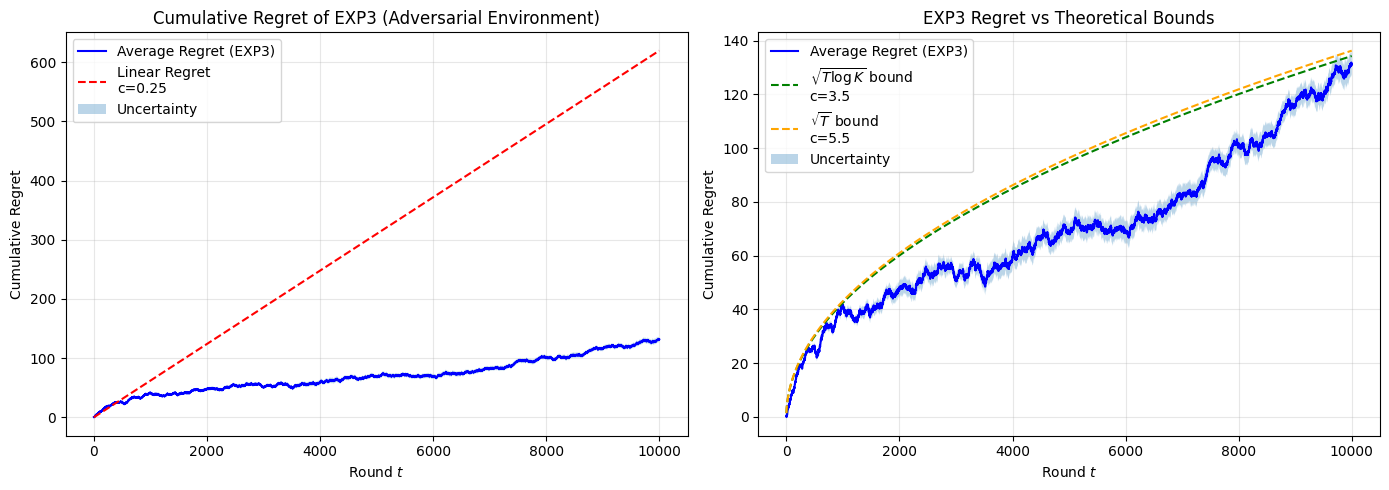 Cumulative Regret of EXP3 (Adversarial Environment)
Cumulative Regret
600
500
400
300
200
100
0
Average Regret (EXP3)
Linear Regret
c=0.25
Uncertainty
0 2000 4000 6000 8000 10000
Round t
EXP3 Regret vs Theoretical Bounds
Cumulative Regret
140
120
100
80
60
40
20
0
Average Regret (EXP3)
√T log K bound
c=3.5
√T bound
c=5.5
Uncertainty
0 2000 4000 6000 8000 10000
Round t